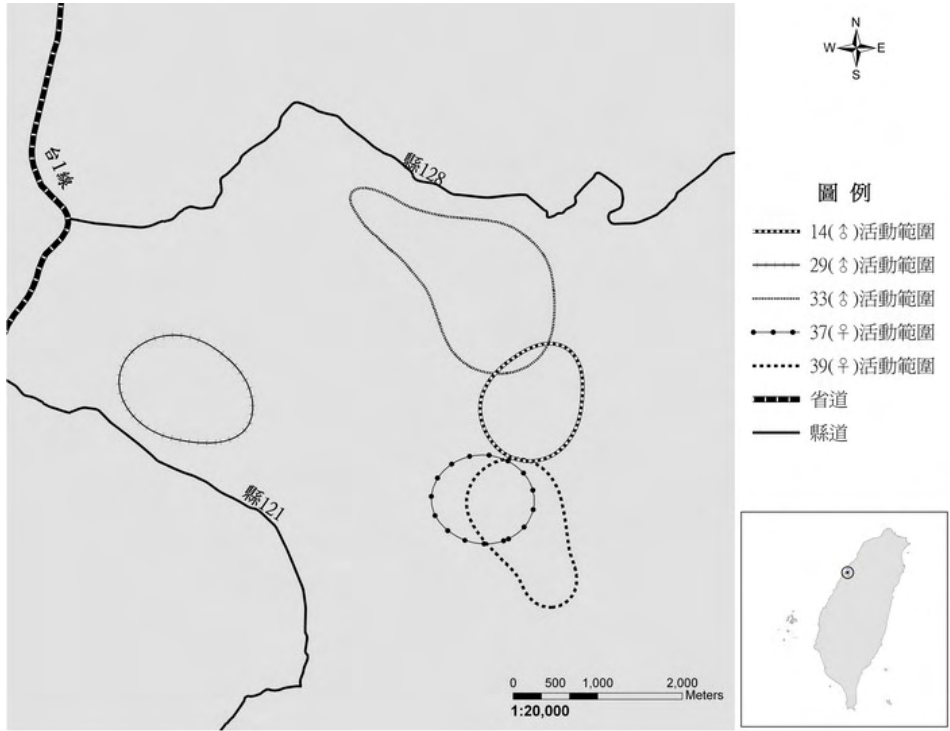 N
W E
S
台1線
縣128
縣121
圖 例
14(♂)活動範圍
29(♂)活動範圍
33(♂)活動範圍
37(♀)活動範圍
39(♀)活動範圍
省道
縣道
0 500 1,000 2,000
Meters
1:20,000